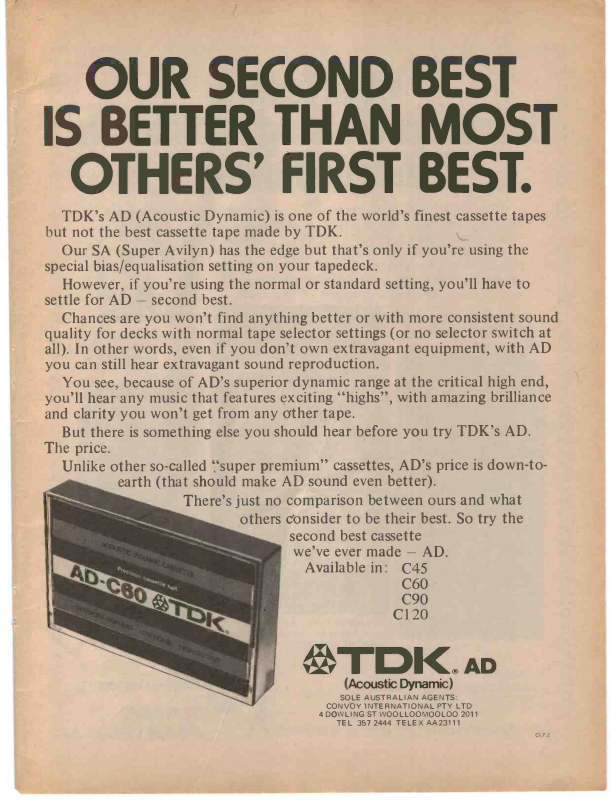 OUR SECOND BEST
IS BETTER THAN MOST
OTHERS' FIRST BEST.
TDK's AD (Acoustic Dynamic) is one of the world's finest cassette tapes
but not the best cassette tape made by TDK.
Our SA (Super Avilyn) has the edge but that's only if you're using the
special bias/equalisation setting on your tapedeck.
However, if you're using the normal or standard setting, you'll have to
settle for AD – second best.
Chances are you won't find anything better or with more consistent sound
quality for decks with normal tape selector settings (or no selector switch at
all). In other words, even if you don't own extravagant equipment, with AD
you can still hear extravagant sound reproduction.
You see, because of AD's superior dynamic range at the critical high end,
you'll hear any music that features exciting "highs", with amazing brilliance
and clarity you won't get from any other tape.
But there is something else you should hear before you try TDK's AD.
The price.
Unlike other so-called "super premium" cassettes, AD's price is down-to-
earth (that should make AD sound even better).
There's just no comparison between ours and what
others consider to be their best. So try the
second best cassette
we've ever made – AD.
Available in: C45
C60
C90
C120
ACOUSTIC DYNAMIC CASSETTE
Precision cassette half
AD-C60 TDK.
TDK® AD
(Acoustic Dynamic)
SOLE AUSTRALIAN AGENTS:
CONVOY INTERNATIONAL PTY LTD
4 DOWLING ST WOOLLOOMOOLOO 2011
TEL 357 2444 TELEX AA23111